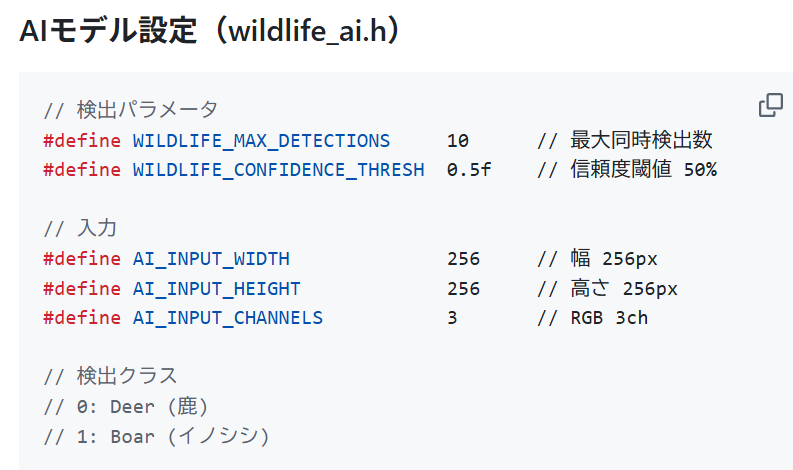 AIモデル設定（wildlife_ai.h）
// 検出パラメータ
#define WILDLIFE_MAX_DETECTIONS     10      // 最大同時検出数
#define WILDLIFE_CONFIDENCE_THRESH  0.5f    // 信頼度閾値 50%
// 入力
#define AI_INPUT_WIDTH              256     // 幅 256px
#define AI_INPUT_HEIGHT             256     // 高さ 256px
#define AI_INPUT_CHANNELS           3       // RGB 3ch
// 検出クラス
// 0: Deer (鹿)
// 1: Boar (イノシシ)